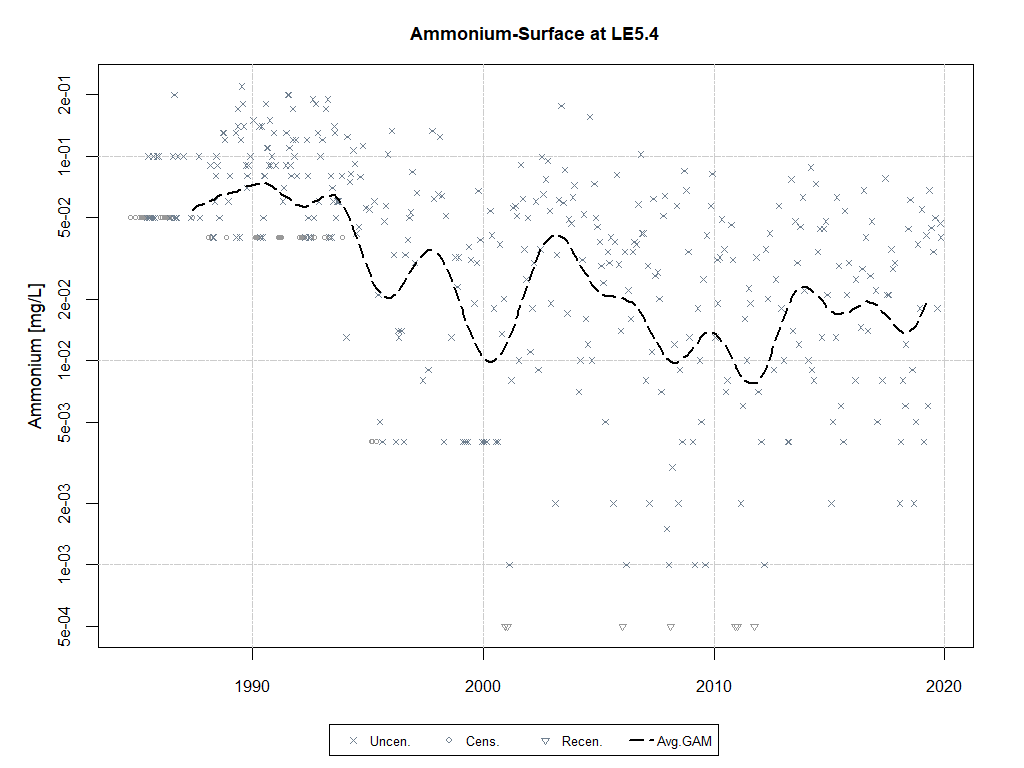 Ammonium-Surface at LE5.4
Ammonium [mg/L]
2e-01
1e-01
5e-02
2e-02
1e-02
5e-03
2e-03
1e-03
5e-04
1990 2000 2010 2020
Uncen. Cens. Recen. Avg.GAM